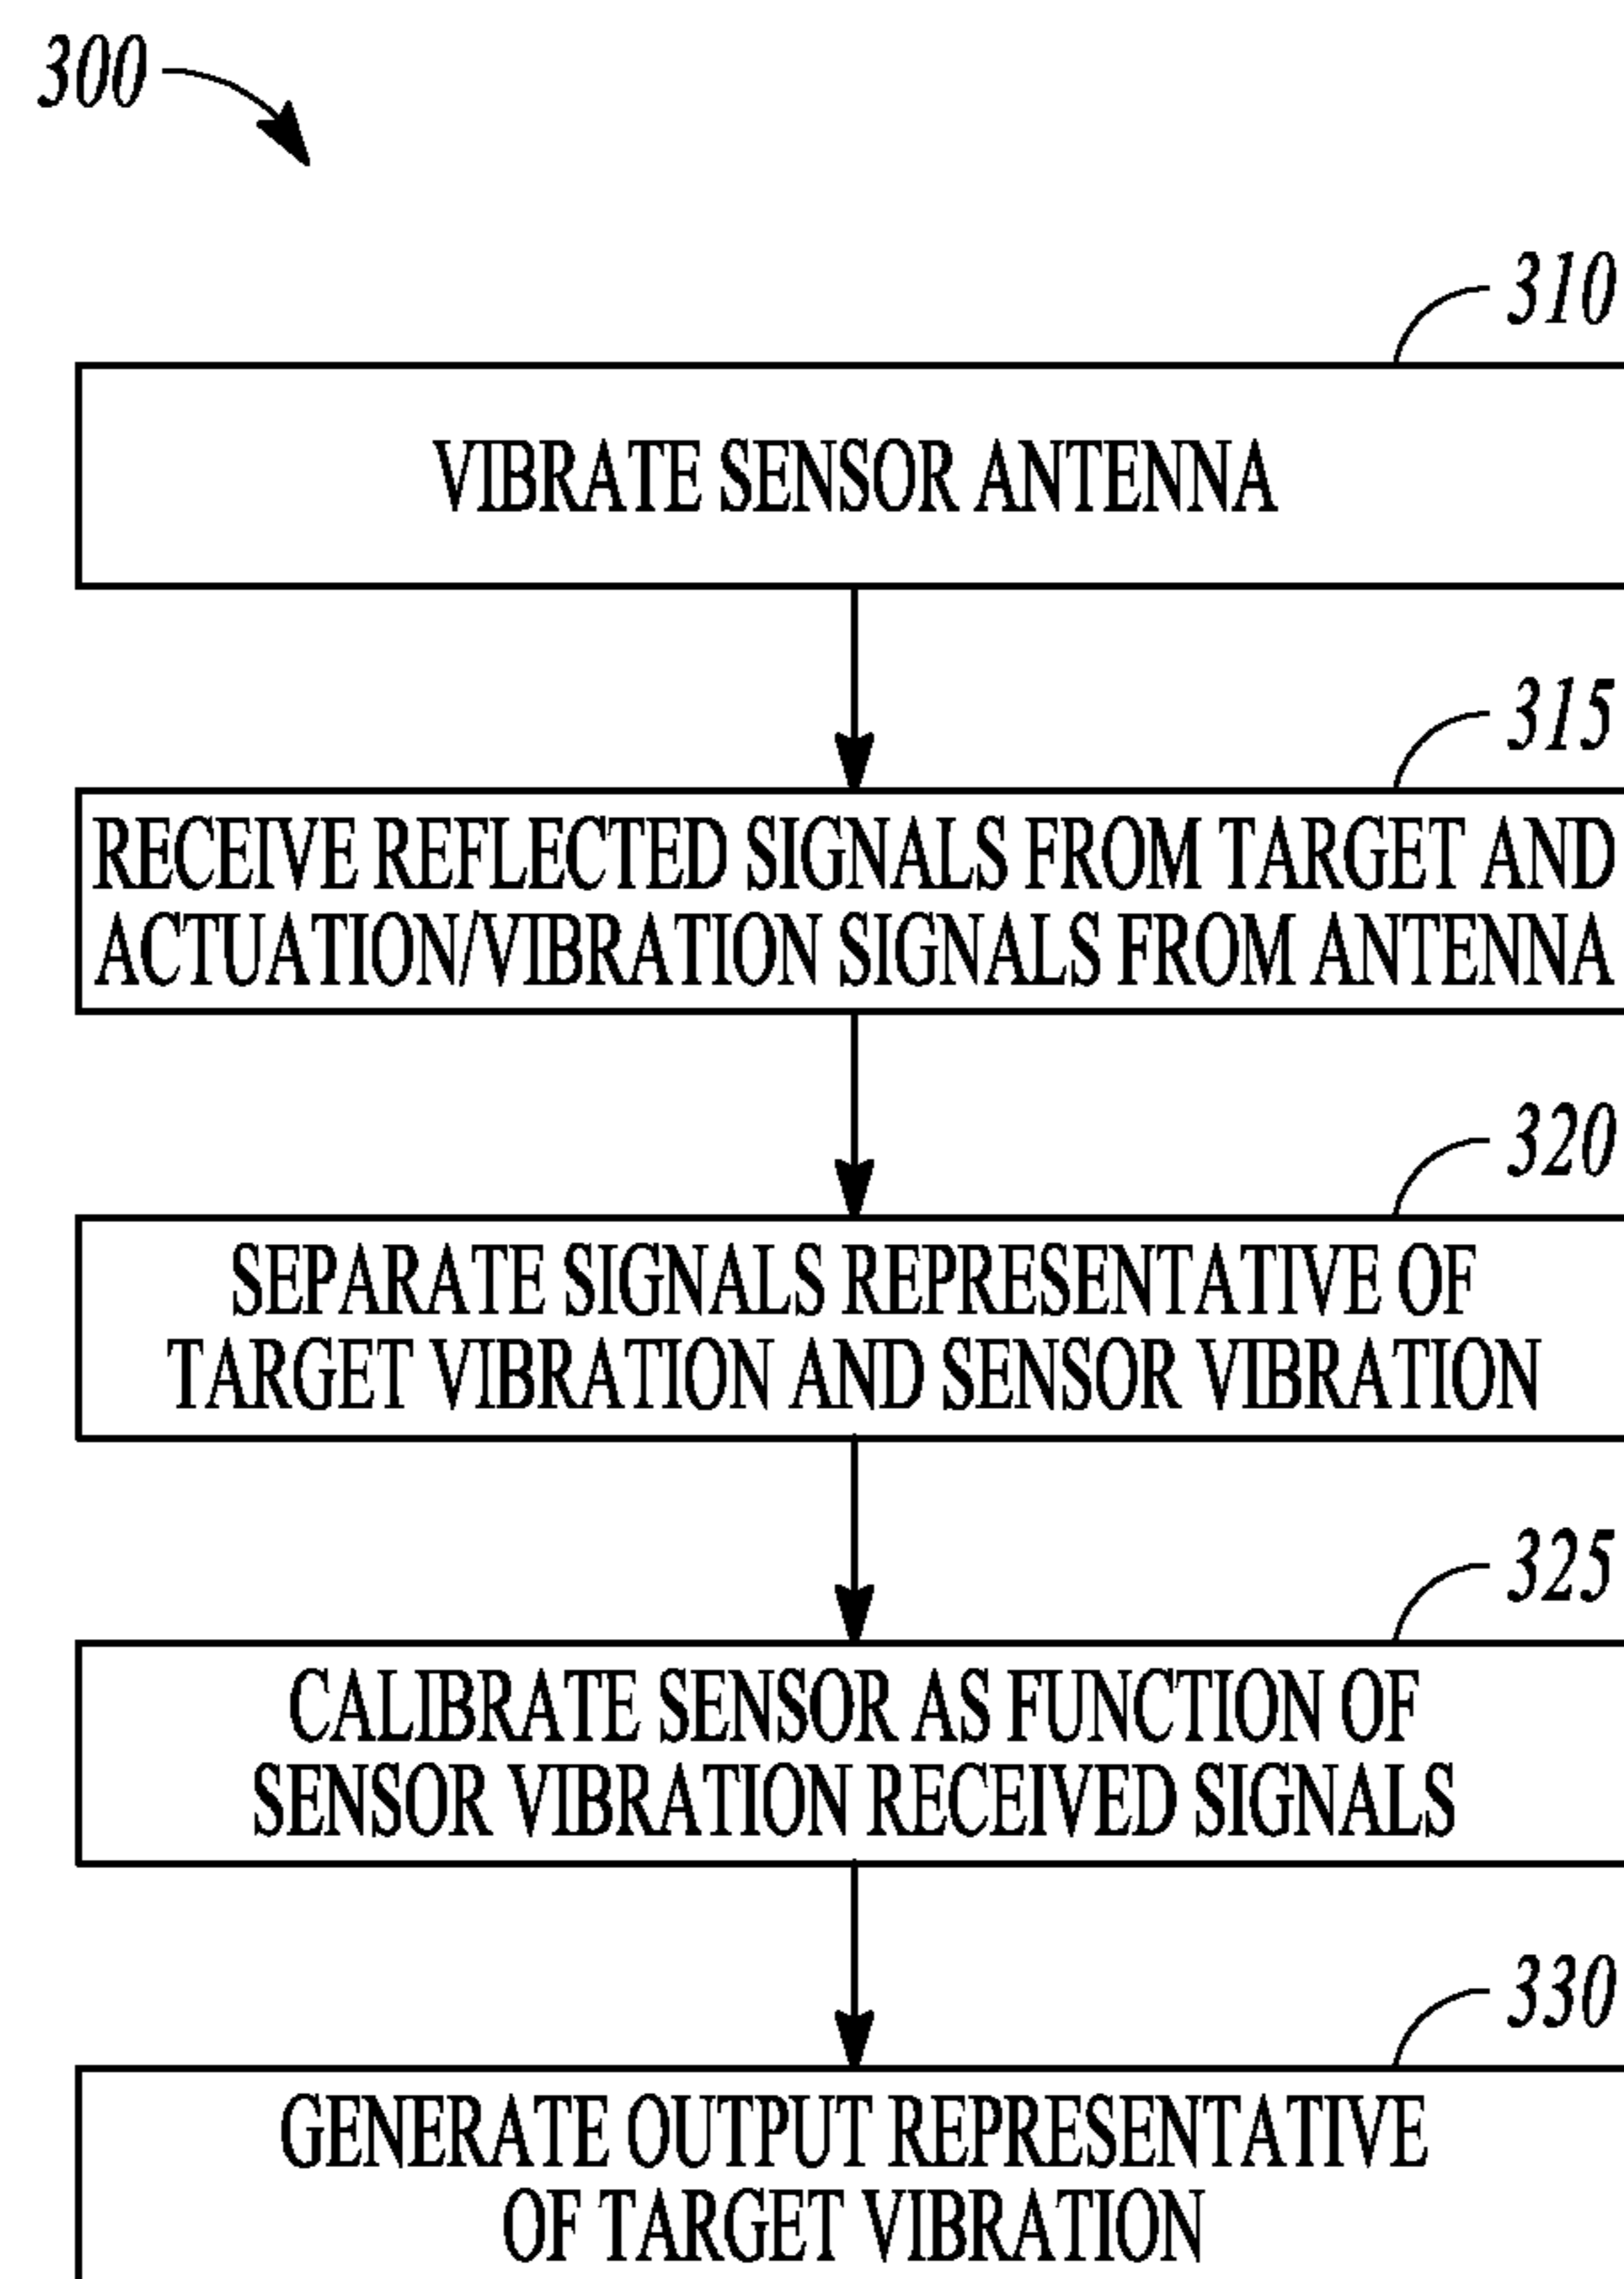 300
310
VIBRATE SENSOR ANTENNA
315
RECEIVE REFLECTED SIGNALS FROM TARGET AND
ACTUATION/VIBRATION SIGNALS FROM ANTENNA
320
SEPARATE SIGNALS REPRESENTATIVE OF
TARGET VIBRATION AND SENSOR VIBRATION
325
CALIBRATE SENSOR AS FUNCTION OF
SENSOR VIBRATION RECEIVED SIGNALS
330
GENERATE OUTPUT REPRESENTATIVE
OF TARGET VIBRATION